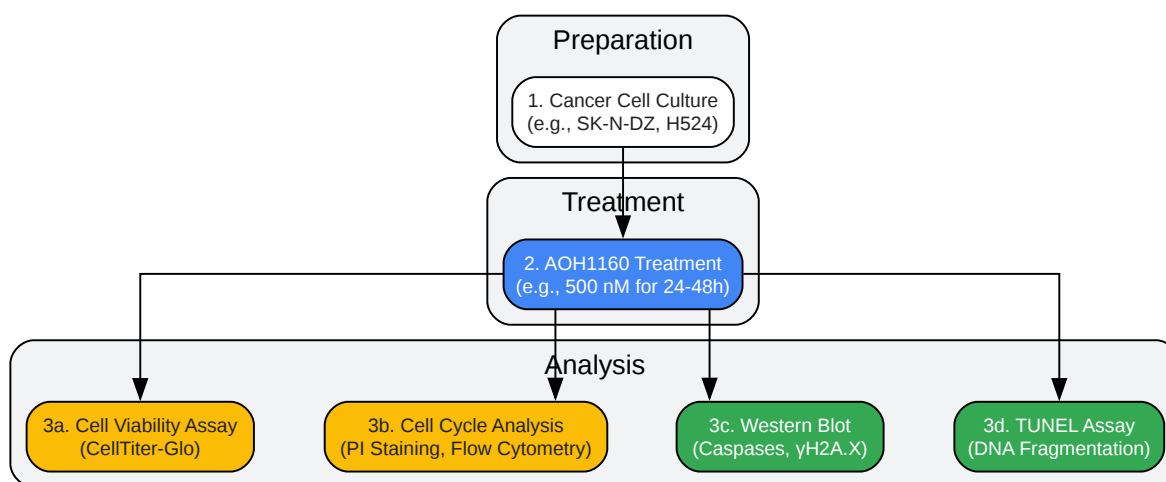 Preparation
1. Cancer Cell Culture
(e.g., SK-N-DZ, H524)
Treatment
2. AOH1160 Treatment
(e.g., 500 nM for 24-48h)
Analysis
3a. Cell Viability Assay
(CellTiter-Glo)
3b. Cell Cycle Analysis
(PI Staining, Flow Cytometry)
3c. Western Blot
(Caspases, γH2A.X)
3d. TUNEL Assay
(DNA Fragmentation)